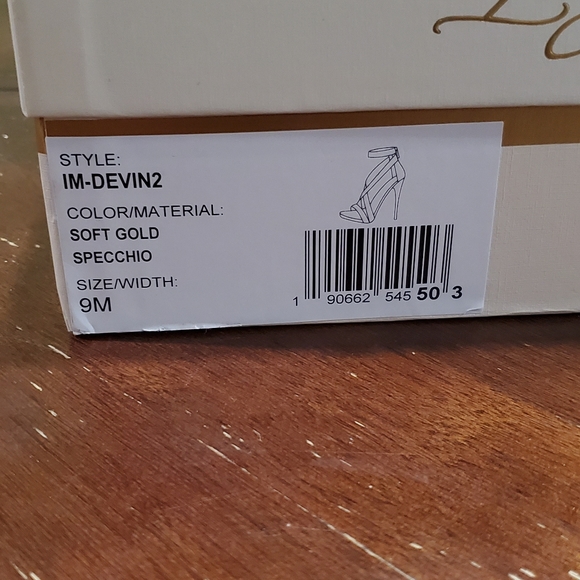 STYLE:
IM-DEVIN2
COLOR/MATERIAL:
SOFT GOLD
SPECCHIO
SIZE/WIDTH:
9M
1 90662 545 50 3